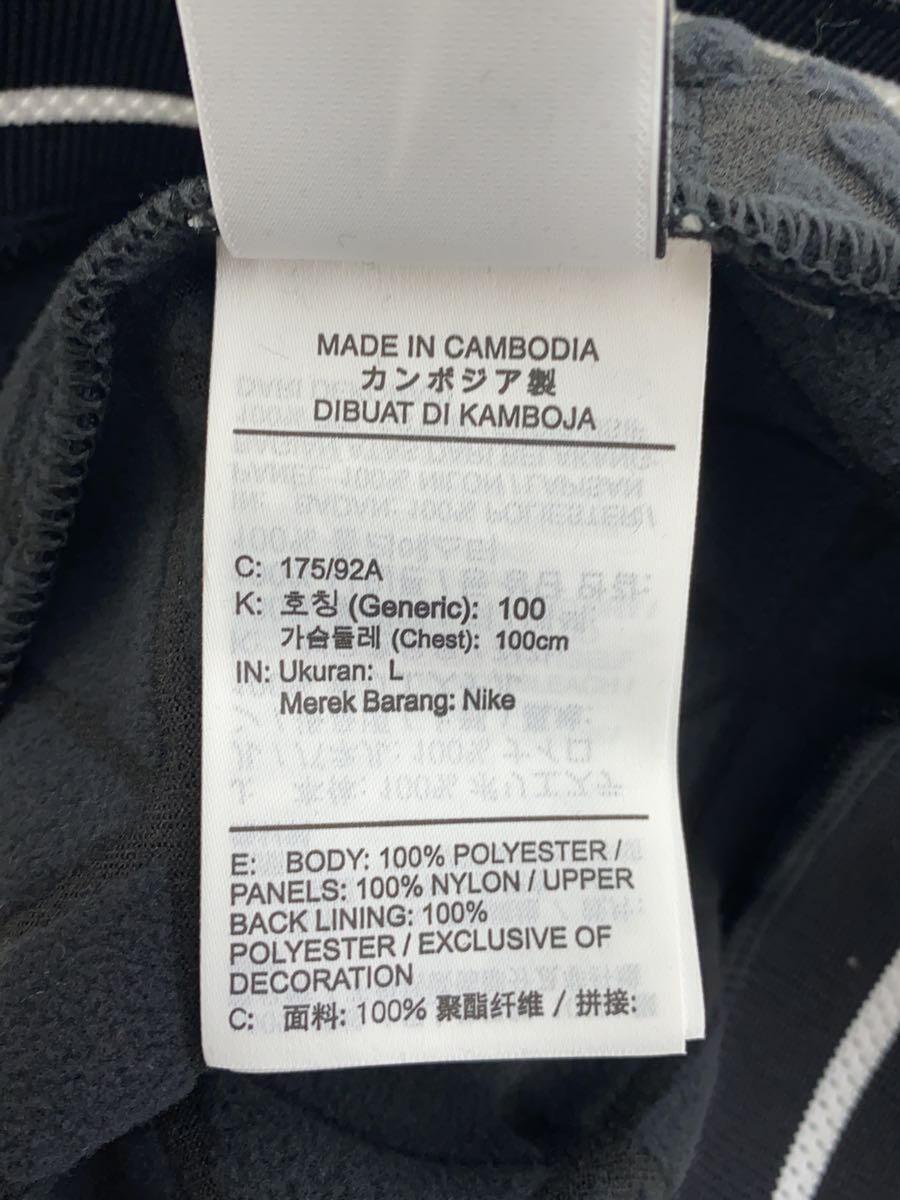 MADE IN CAMBODIA
カンボジア製
DIBUAT DI KAMBOJA
C: 175/92A
K: 호칭 (Generic): 100
가슴둘레 (Chest): 100cm
IN: Ukuran: L
Merek Barang: Nike
E: BODY: 100% POLYESTER /
PANELS: 100% NYLON / UPPER
BACK LINING: 100%
POLYESTER / EXCLUSIVE OF
DECORATION
C: 面料: 100% 聚酯纤维 / 拼接: